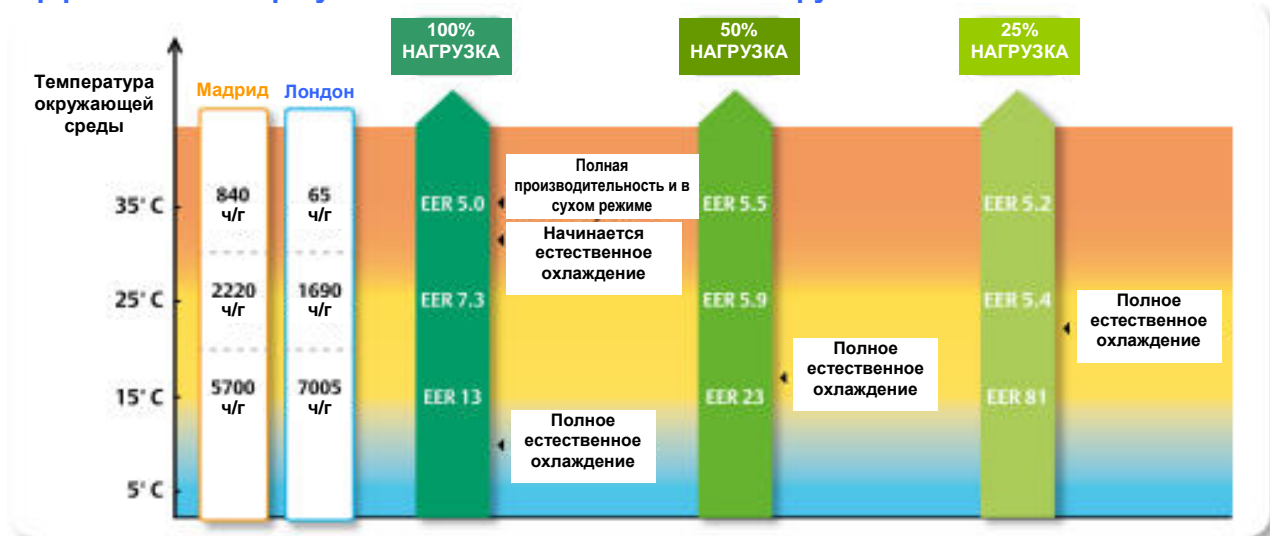 100%
НАГРУЗКА
50%
НАГРУЗКА
25%
НАГРУЗКА
Температура
окружающей
среды
Мадрид
Лондон
35° C
840
ч/г
65
ч/г
EER 5.0
Полная
производительность и в
сухом режиме
EER 5.5
EER 5.2
Начинается
естественное
охлаждение
25° C
2220
ч/г
1690
ч/г
EER 7.3
EER 5.9
EER 5.4
Полное
естественное
охлаждение
Полное
естественное
охлаждение
15° C
5700
ч/г
7005
ч/г
EER 13
EER 23
EER 81
Полное
естественное
охлаждение
5° C